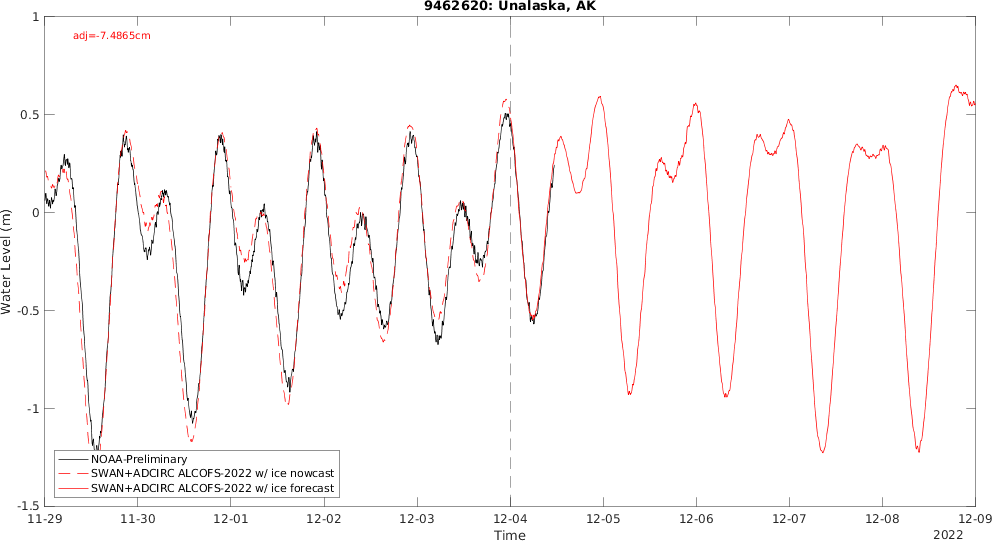 9462620: Unalaska, AK
adj=-7.4865cm
1
0.5
0
-0.5
-1
-1.5
Water Level (m)
NOAA-Preliminary
SWAN+ADCIRC ALCOFS-2022 w/ ice nowcast
SWAN+ADCIRC ALCOFS-2022 w/ ice forecast
11-29 11-30 12-01 12-02 12-03 12-04 12-05 12-06 12-07 12-08 12-09
Time
2022